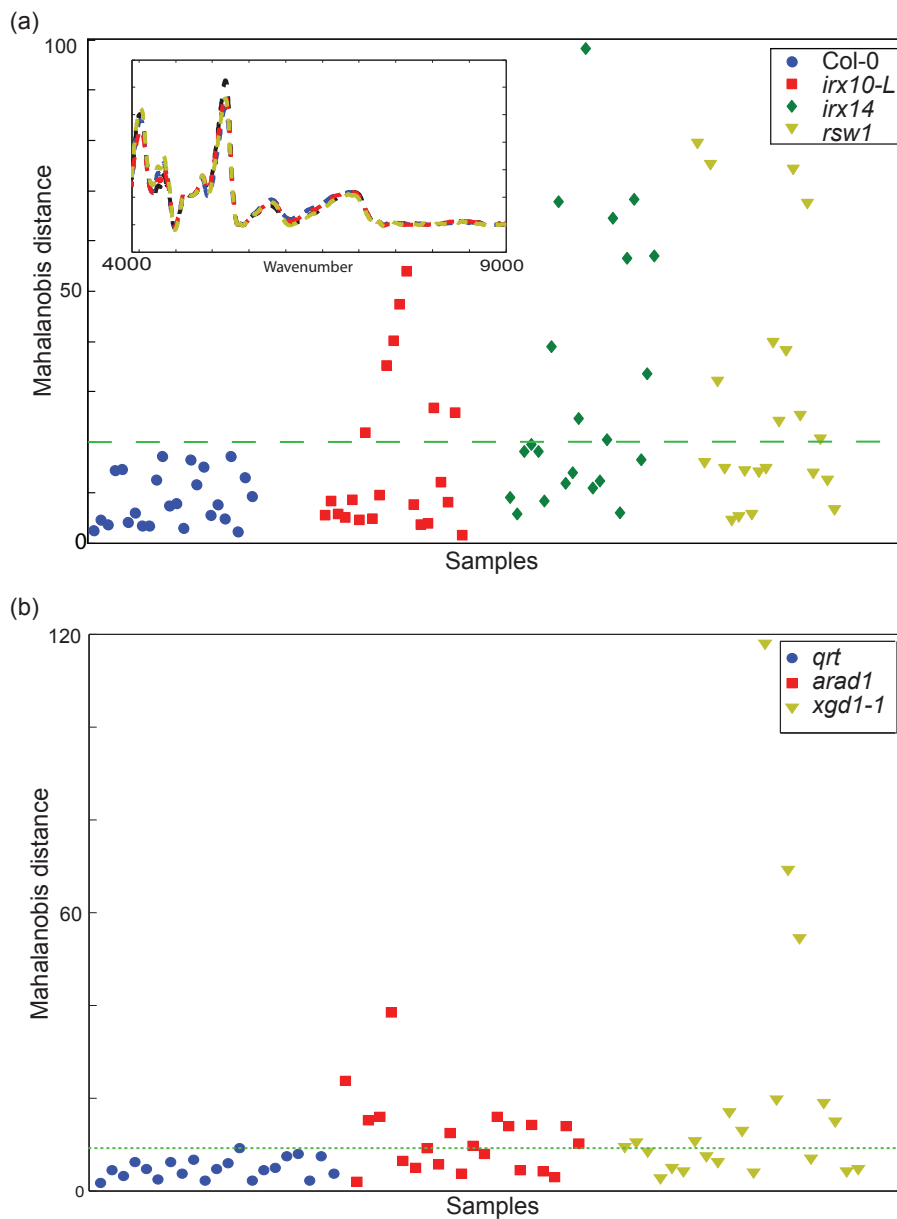 (a)
100
Col-0
irx10-L
irx14
rsw1
4000
Wavenumber
9000
Mahalanobis distance
50
0
Samples
(b)
120
qrt
arad1
xgd1-1
Mahalanobis distance
60
0
Samples